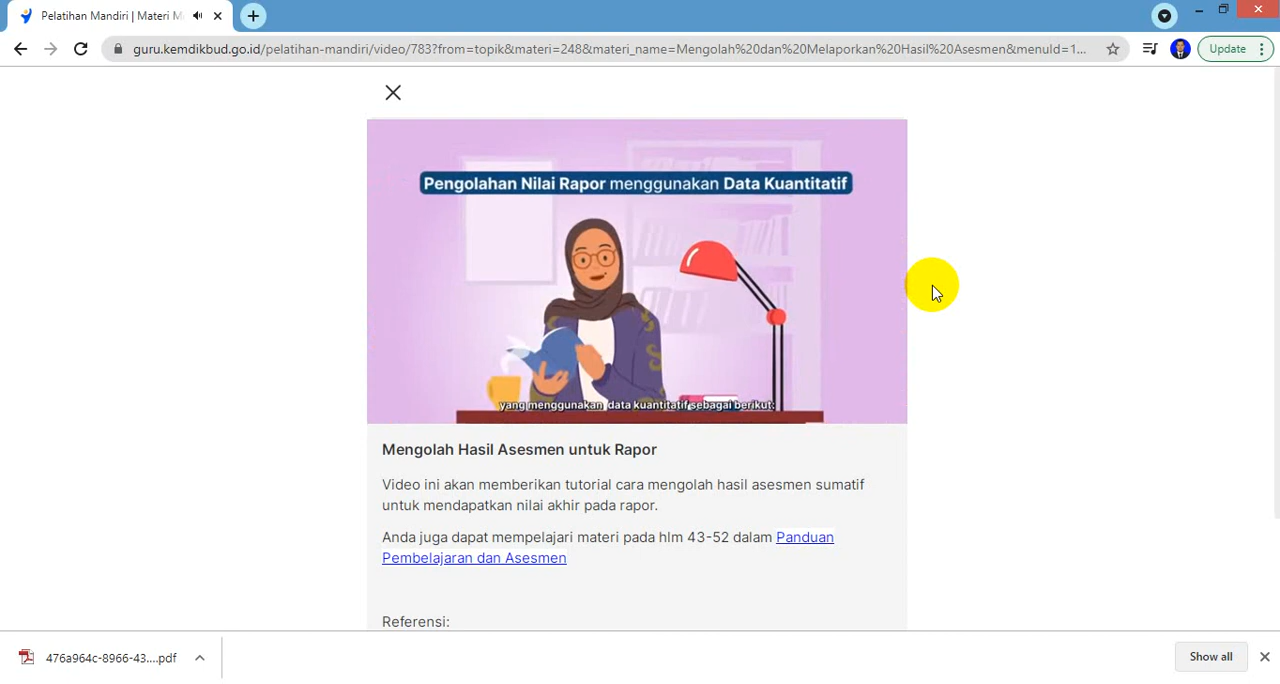 Pelatihan Mandiri | Materi M
guru.kemdikbud.go.id/pelatihan-mandiri/video/783?from=topik&materi=248&materi_name=Mengolah%20dan%20Melaporkan%20Hasil%20Asesmen&menuId=1...
Update
Pengolahan Nilai Rapor menggunakan Data Kuantitatif
yang menggunakan data kuantitatif sebagai berikut:
Mengolah Hasil Asesmen untuk Rapor
Video ini akan memberikan tutorial cara mengolah hasil asesmen sumatif
untuk mendapatkan nilai akhir pada rapor.
Anda juga dapat mempelajari materi pada hlm 43-52 dalam Panduan
Pembelajaran dan Asesmen
Referensi:
476a964c-8966-43....pdf
Show all